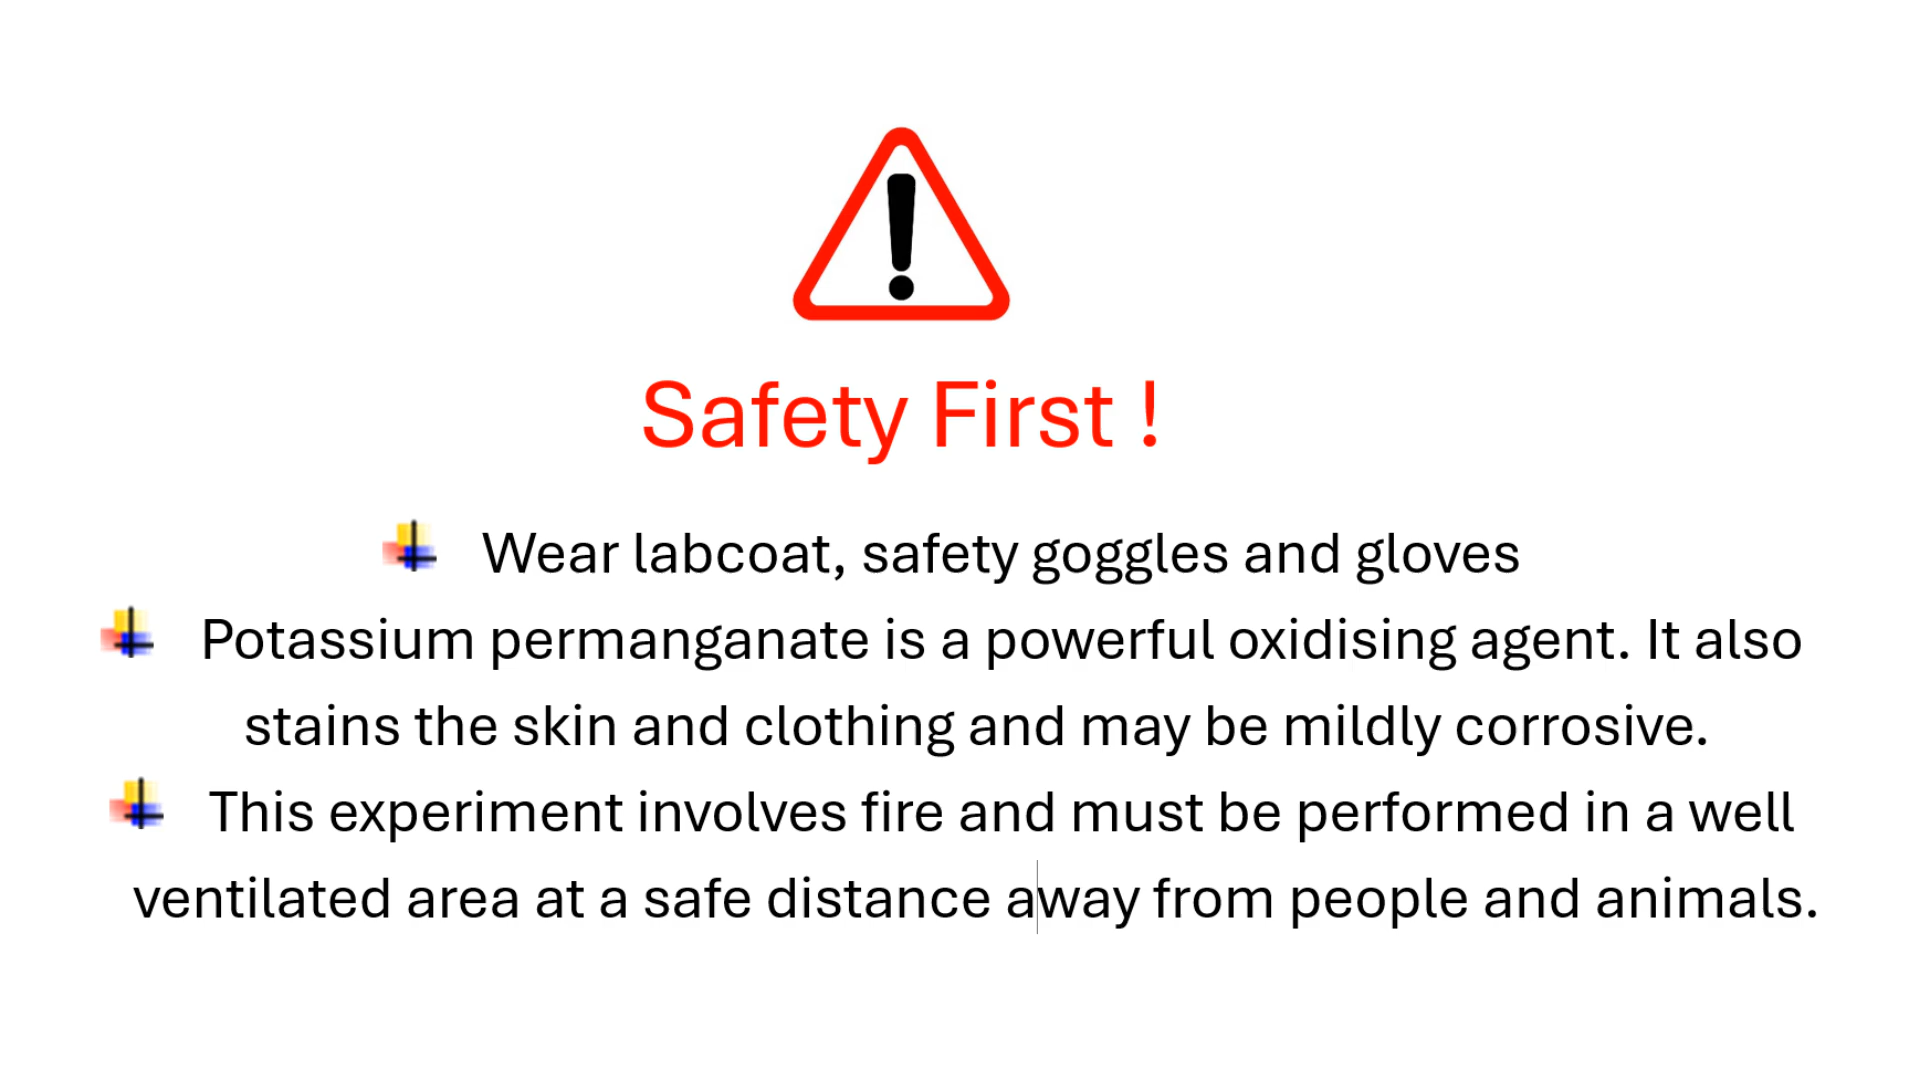 Safety First !
Wear labcoat, safety goggles and gloves
Potassium permanganate is a powerful oxidising agent. It also
stains the skin and clothing and may be mildly corrosive.
This experiment involves fire and must be performed in a well
ventilated area at a safe distance away from people and animals.